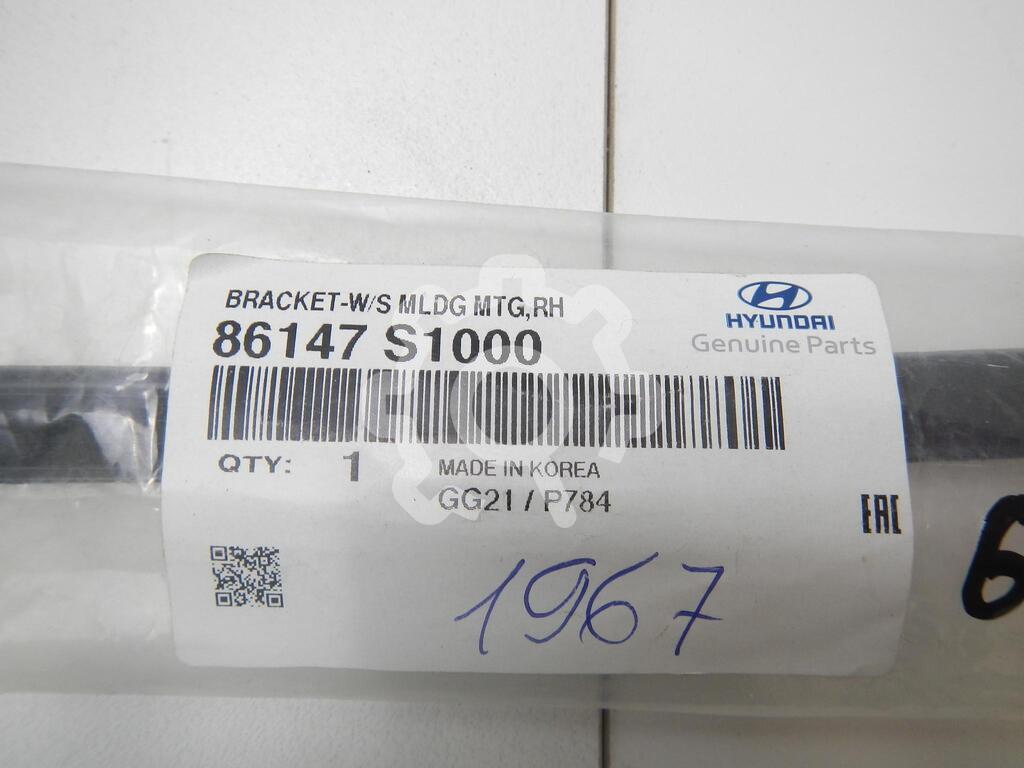 BRACKET-W/S MLDG MTG,RH
86147 S1000
HYUNDAI
Genuine Parts
QTY: 1
MADE IN KOREA
GG21 / P784
EAC
1967